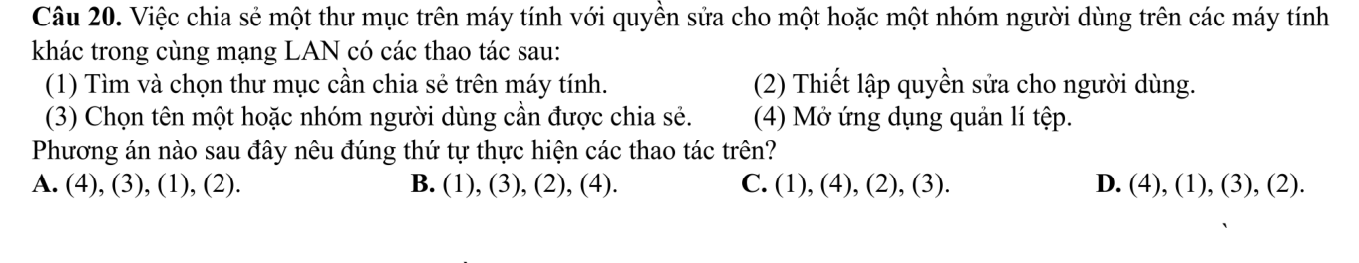 Câu 20. Việc chia sẻ một thư mục trên máy tính với quyền sửa cho một hoặc một nhóm người dùng trên các máy tính
khác trong cùng mạng LAN có các thao tác sau:
(1) Tìm và chọn thư mục cần chia sẻ trên máy tính. (2) Thiết lập quyền sửa cho người dùng.
(3) Chọn tên một hoặc nhóm người dùng cần được chia sẻ. (4) Mở ứng dụng quản lí tệp.
Phương án nào sau đây nêu đúng thứ tự thực hiện các thao tác trên?
A. (4), (3), (1), (2). B. (1), (3), (2), (4). C. (1), (4), (2), (3). D. (4), (1), (3), (2).